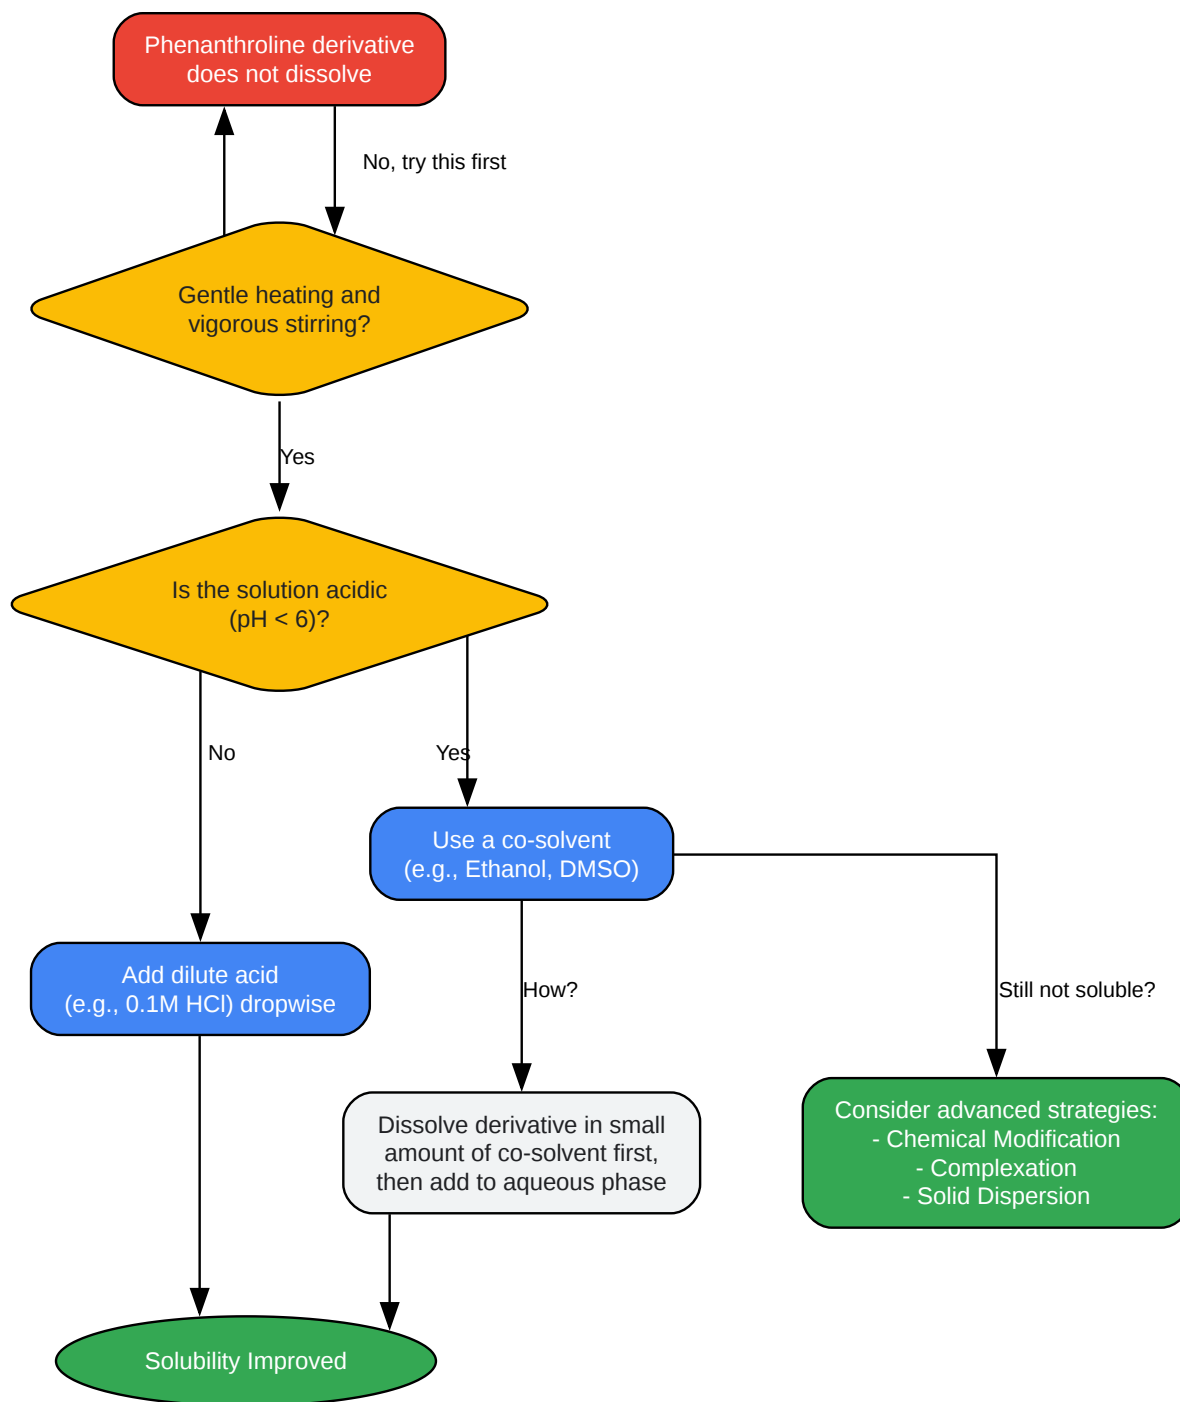 Phenanthroline derivative
does not dissolve
No, try this first
Gentle heating and
vigorous stirring?
Yes
Is the solution acidic
(pH < 6)?
No
Yes
Use a co-solvent
(e.g., Ethanol, DMSO)
Add dilute acid
(e.g., 0.1M HCl) dropwise
How?
Still not soluble?
Dissolve derivative in small
amount of co-solvent first,
then add to aqueous phase
Consider advanced strategies:
- Chemical Modification
- Complexation
- Solid Dispersion
Solubility Improved